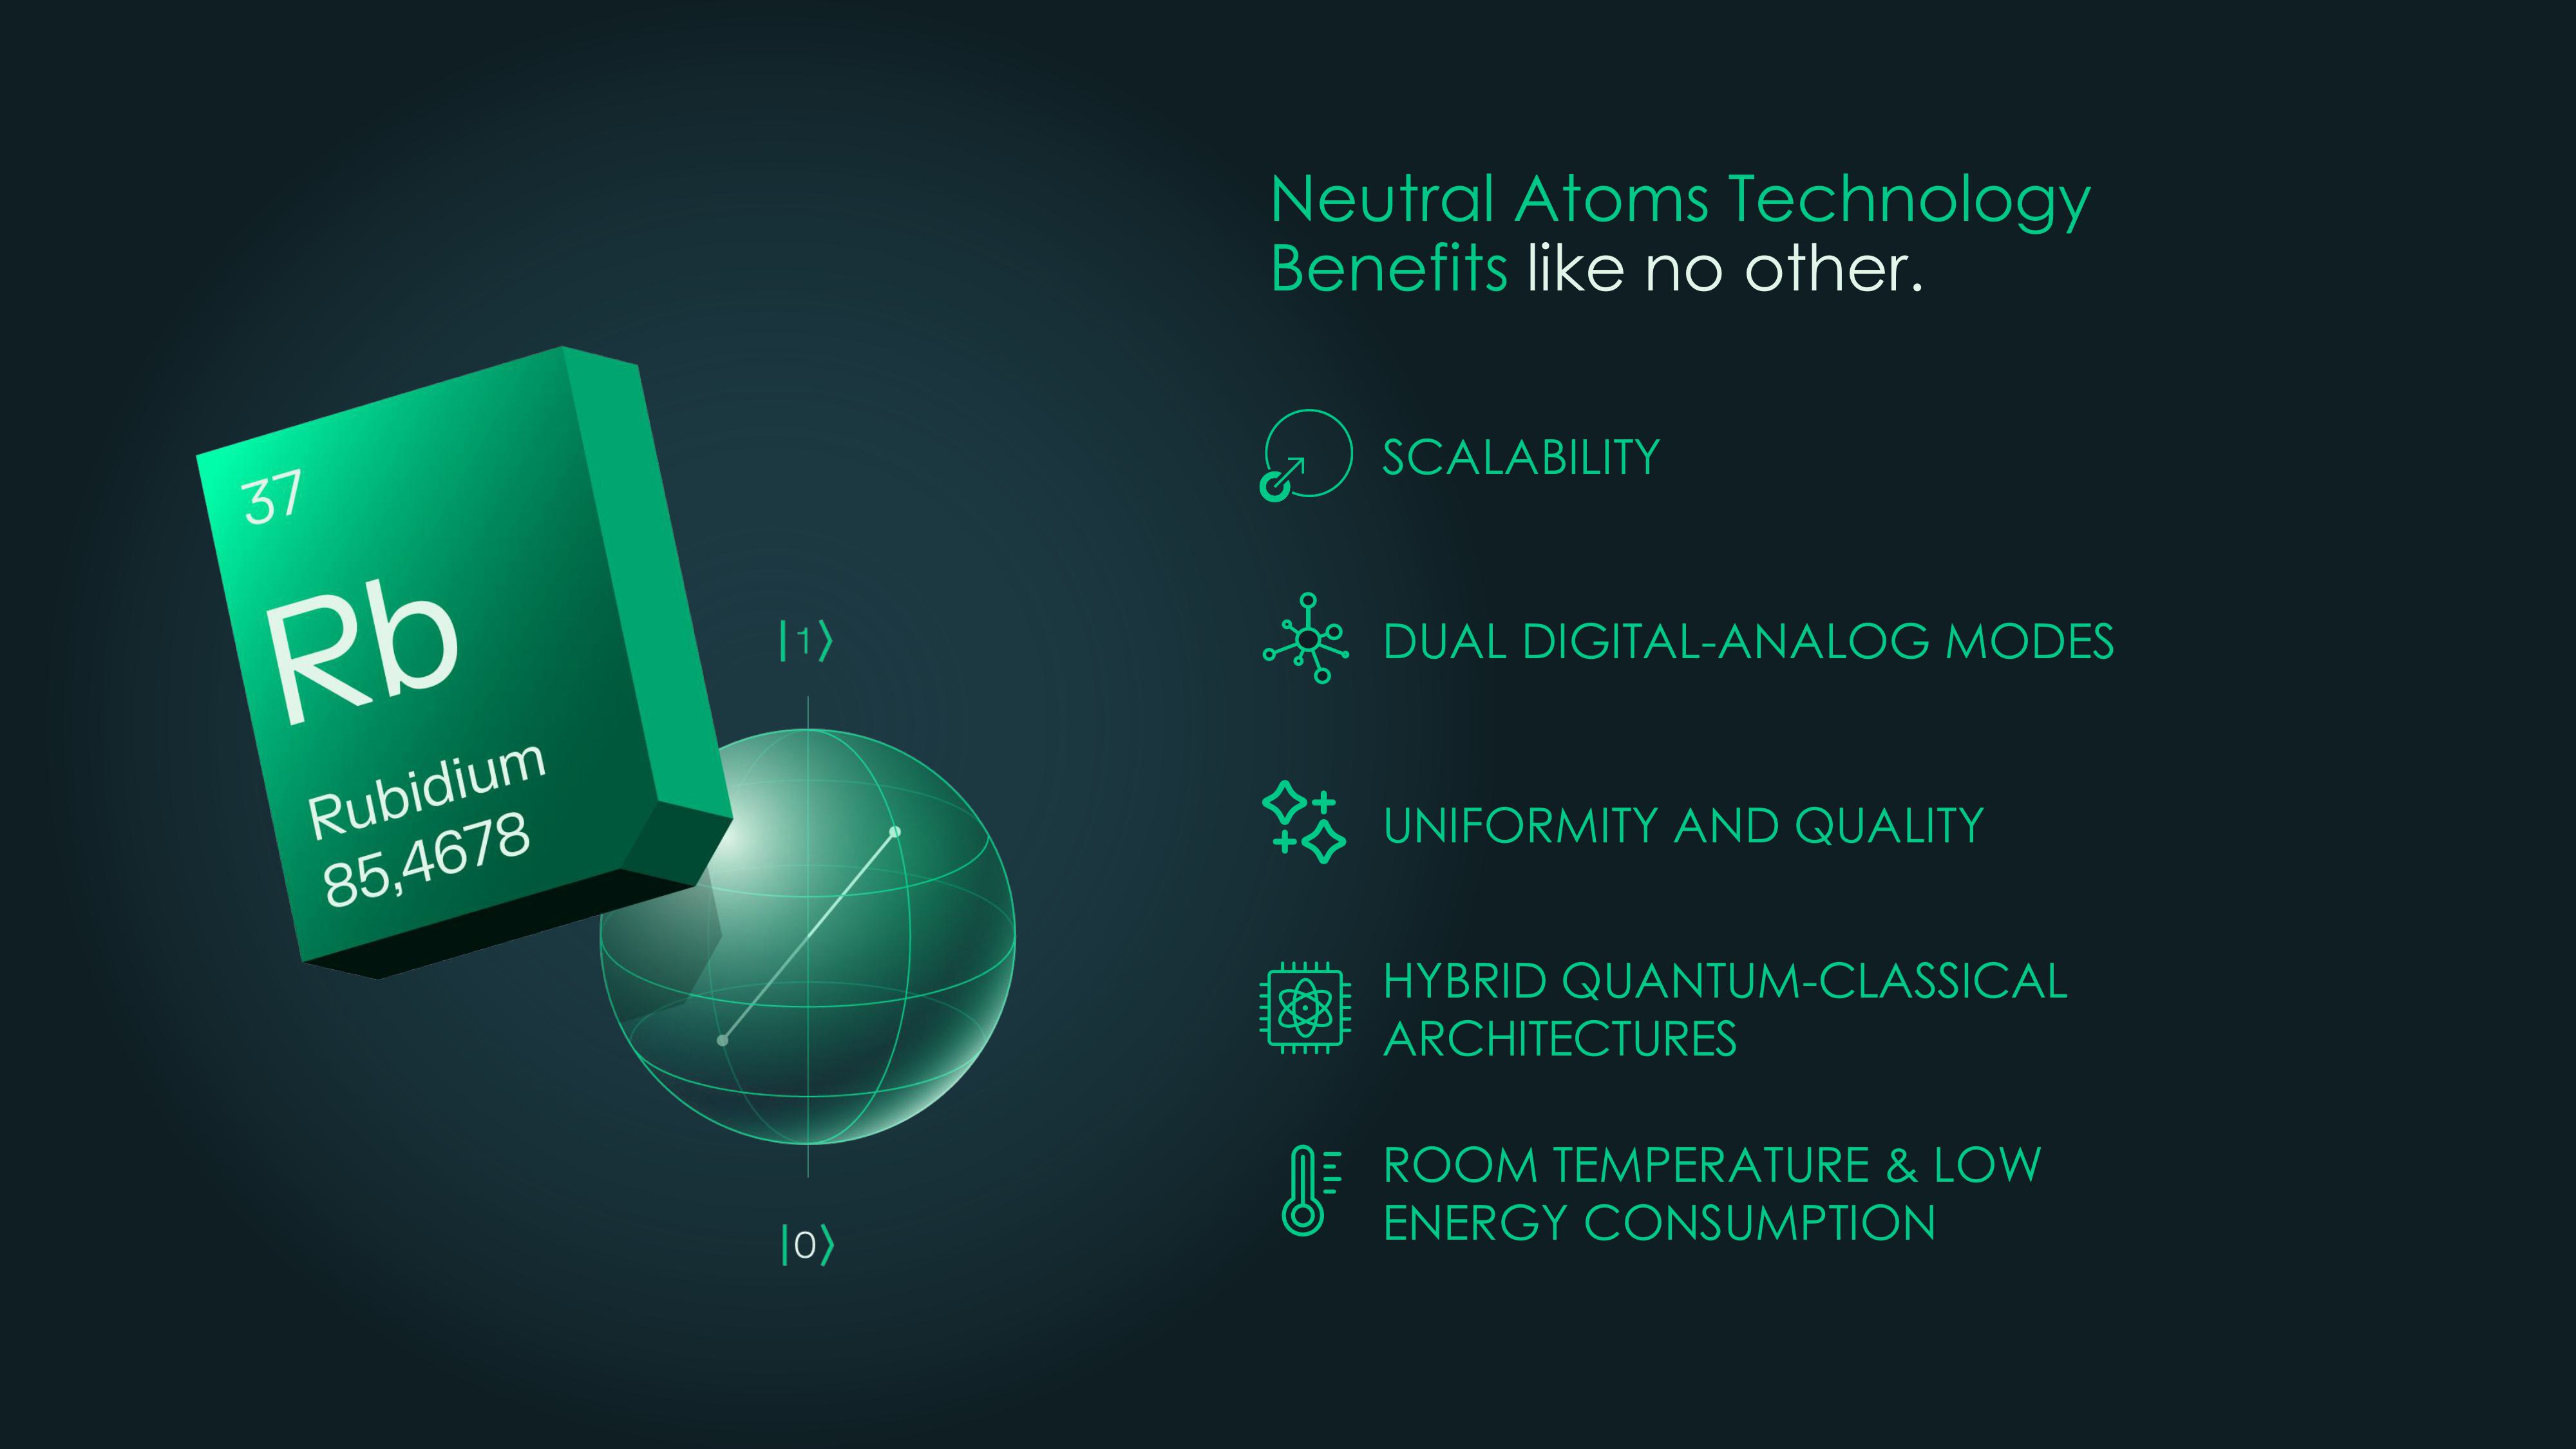 Neutral Atoms Technology
Benefits like no other.
37
Rb
Rubidium
85,4678
|1⟩
|0⟩
SCALABILITY
DUAL DIGITAL-ANALOG MODES
UNIFORMITY AND QUALITY
HYBRID QUANTUM-CLASSICAL
ARCHITECTURES
ROOM TEMPERATURE & LOW
ENERGY CONSUMPTION